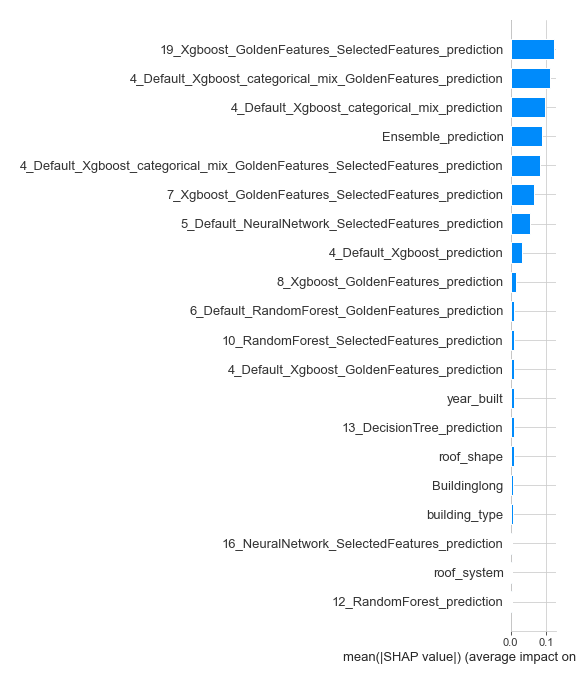 19_Xgboost_GoldenFeatures_SelectedFeatures_prediction
4_Default_Xgboost_categorical_mix_GoldenFeatures_prediction
4_Default_Xgboost_categorical_mix_prediction
Ensemble_prediction
4_Default_Xgboost_categorical_mix_GoldenFeatures_SelectedFeatures_prediction
7_Xgboost_GoldenFeatures_SelectedFeatures_prediction
5_Default_NeuralNetwork_SelectedFeatures_prediction
4_Default_Xgboost_prediction
8_Xgboost_GoldenFeatures_prediction
6_Default_RandomForest_GoldenFeatures_prediction
10_RandomForest_SelectedFeatures_prediction
4_Default_Xgboost_GoldenFeatures_prediction
year_built
13_DecisionTree_prediction
roof_shape
Buildinglong
building_type
16_NeuralNetwork_SelectedFeatures_prediction
roof_system
12_RandomForest_prediction
0.0 0.1
mean(|SHAP value|) (average impact on